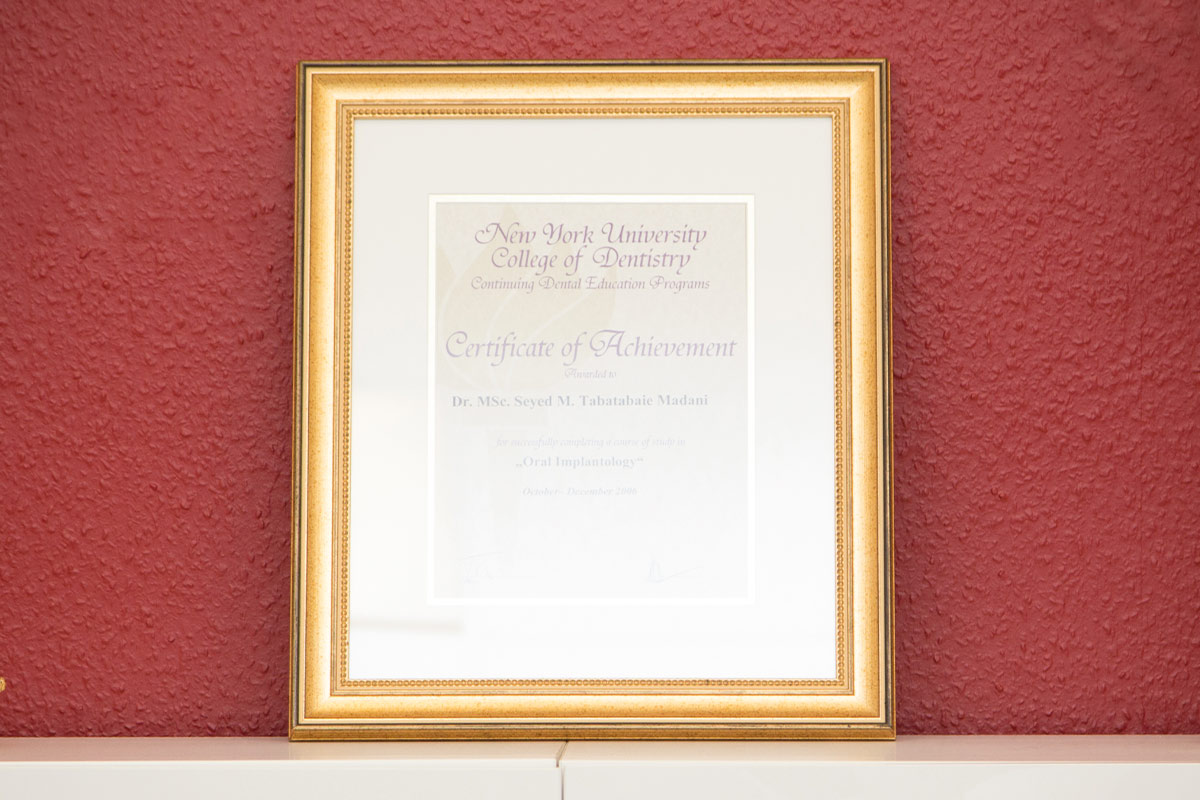 New York University
College of Dentistry
Continuing Dental Education Programs
Certificate of Achievement
Awarded to
Dr. MSc. Seyed M. Tabatabaie Madani
for successfully completing a course of study in
„Oral Implantology“
October - December 2006